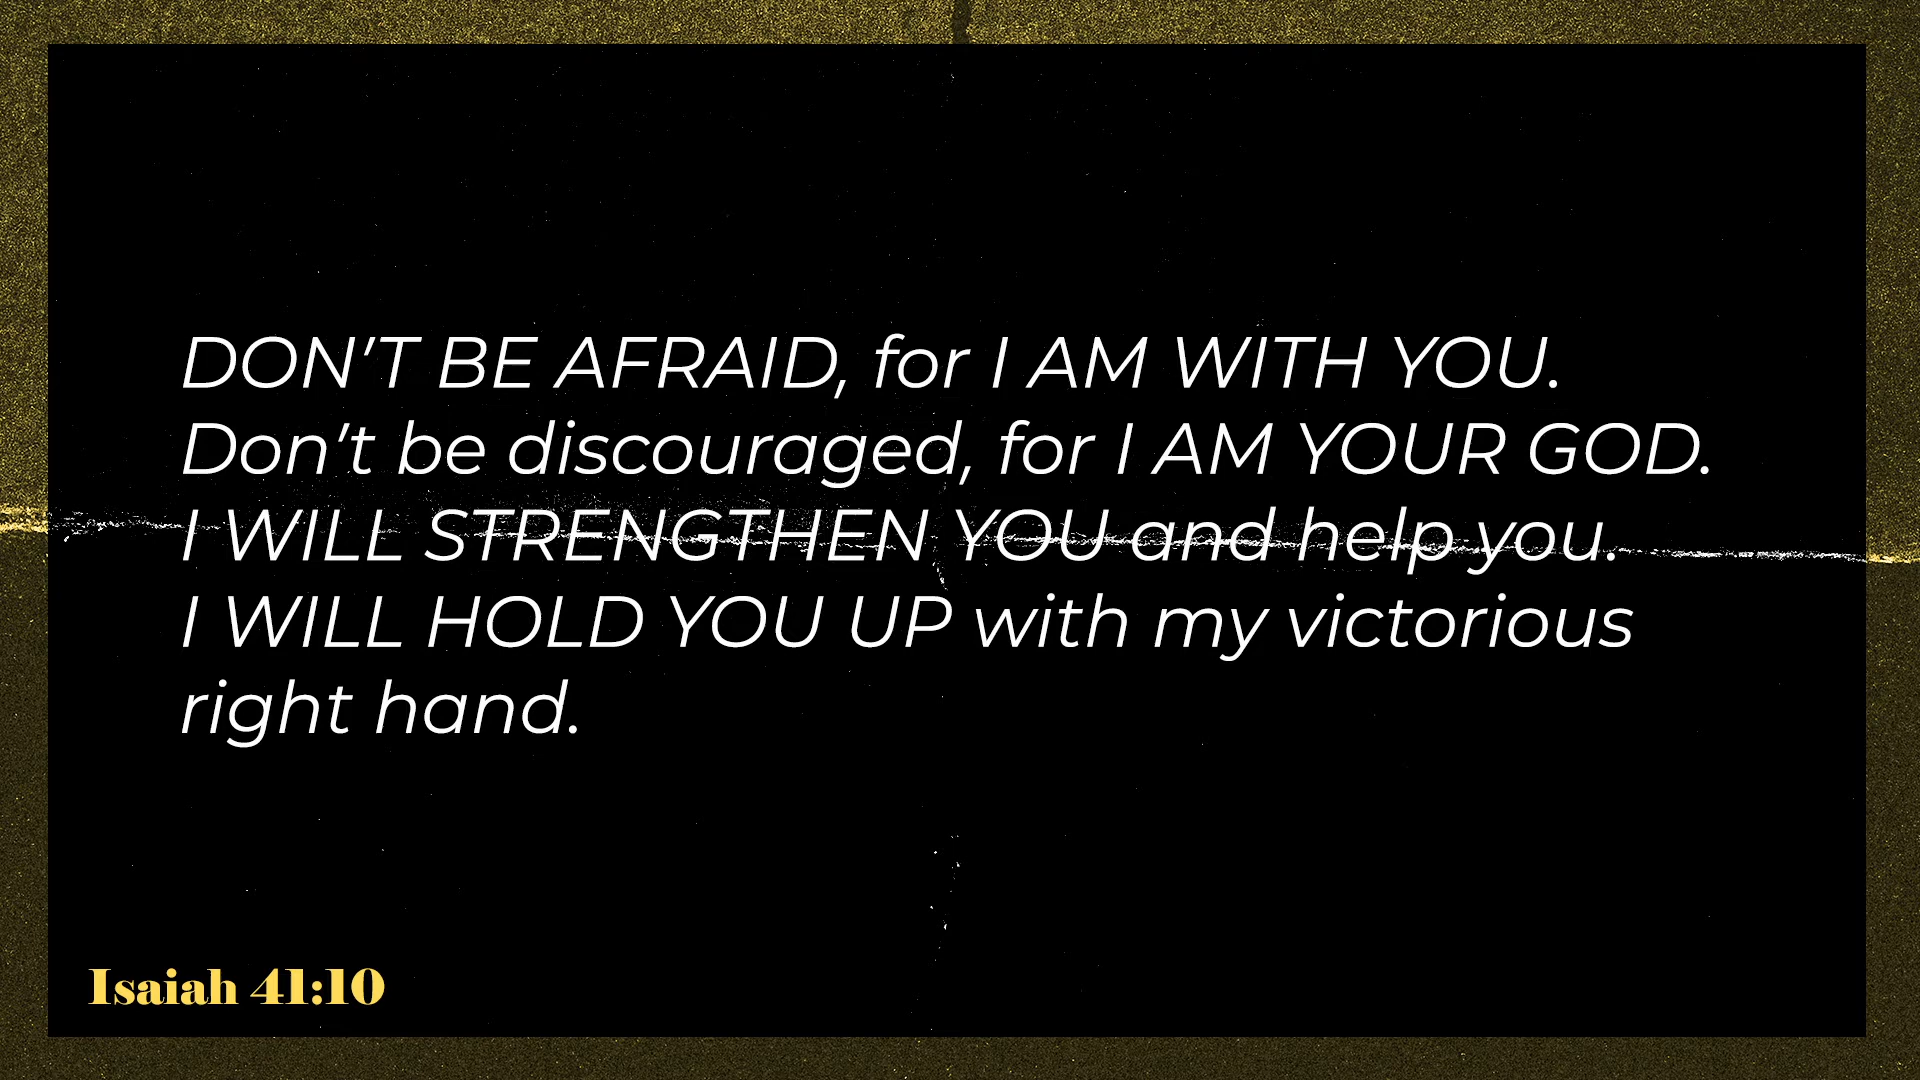 DON’T BE AFRAID, for I AM WITH YOU.
Don’t be discouraged, for I AM YOUR GOD.
I WILL STRENGTHEN YOU and help you.
I WILL HOLD YOU UP with my victorious
right hand.
Isaiah 41:10